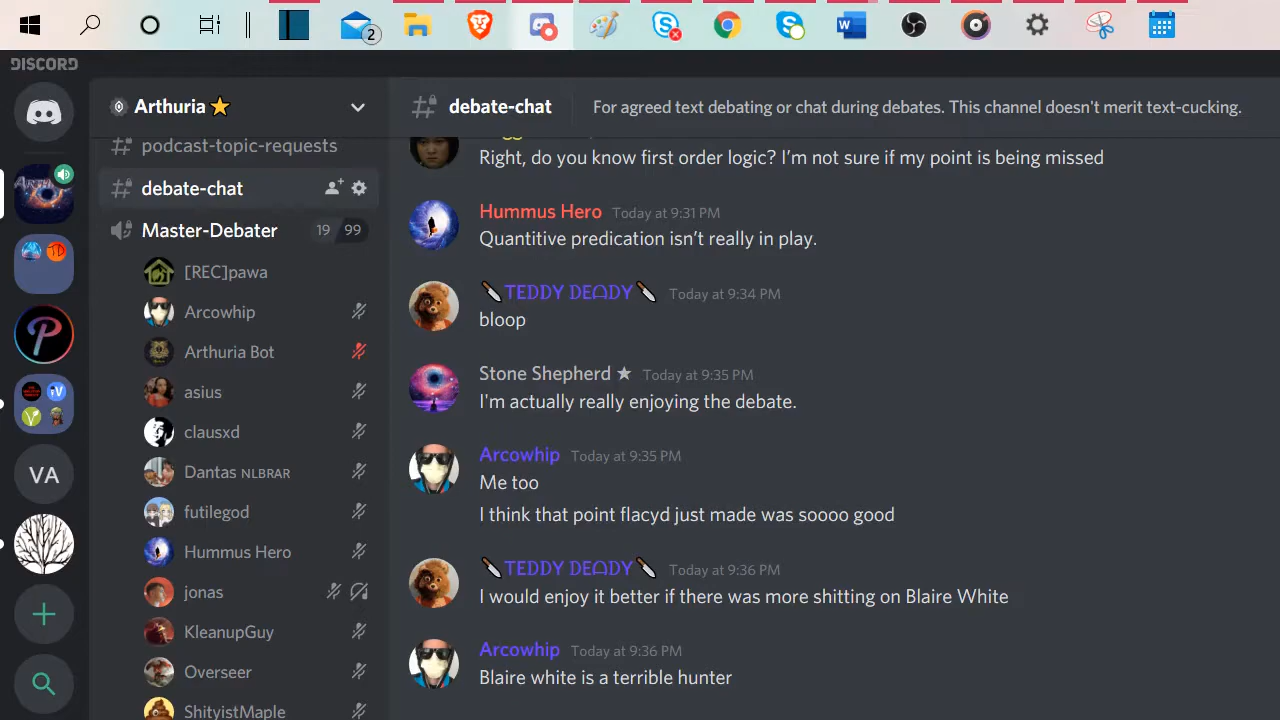 2
DISCORD
Arthuria
debate-chat
For agreed text debating or chat during debates. This channel doesn't merit text-cucking.
podcast-topic-requests
debate-chat
Master-Debater
19 99
[REC]pawa
Arcowhip
Arthuria Bot
asius
clausxd
Dantas NLBRAR
futilegod
Hummus Hero
jonas
KleanupGuy
Overseer
ShityistMaple
VA
Right, do you know first order logic? I’m not sure if my point is being missed
Hummus Hero Today at 9:31 PM
Quantitive predication isn’t really in play.
TEDDY DEΩDY Today at 9:34 PM
bloop
Stone Shepherd ★ Today at 9:35 PM
I'm actually really enjoying the debate.
Arcowhip Today at 9:35 PM
Me too
I think that point flacyd just made was soooo good
TEDDY DEΩDY Today at 9:36 PM
I would enjoy it better if there was more shitting on Blaire White
Arcowhip Today at 9:36 PM
Blaire white is a terrible hunter